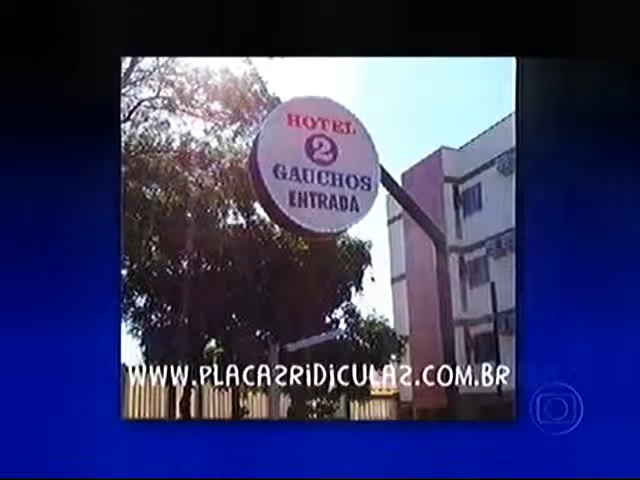 HOTEL
2
GAUCHOS
ENTRADA
WWW.PLACASRIDICULAS.COM.BR